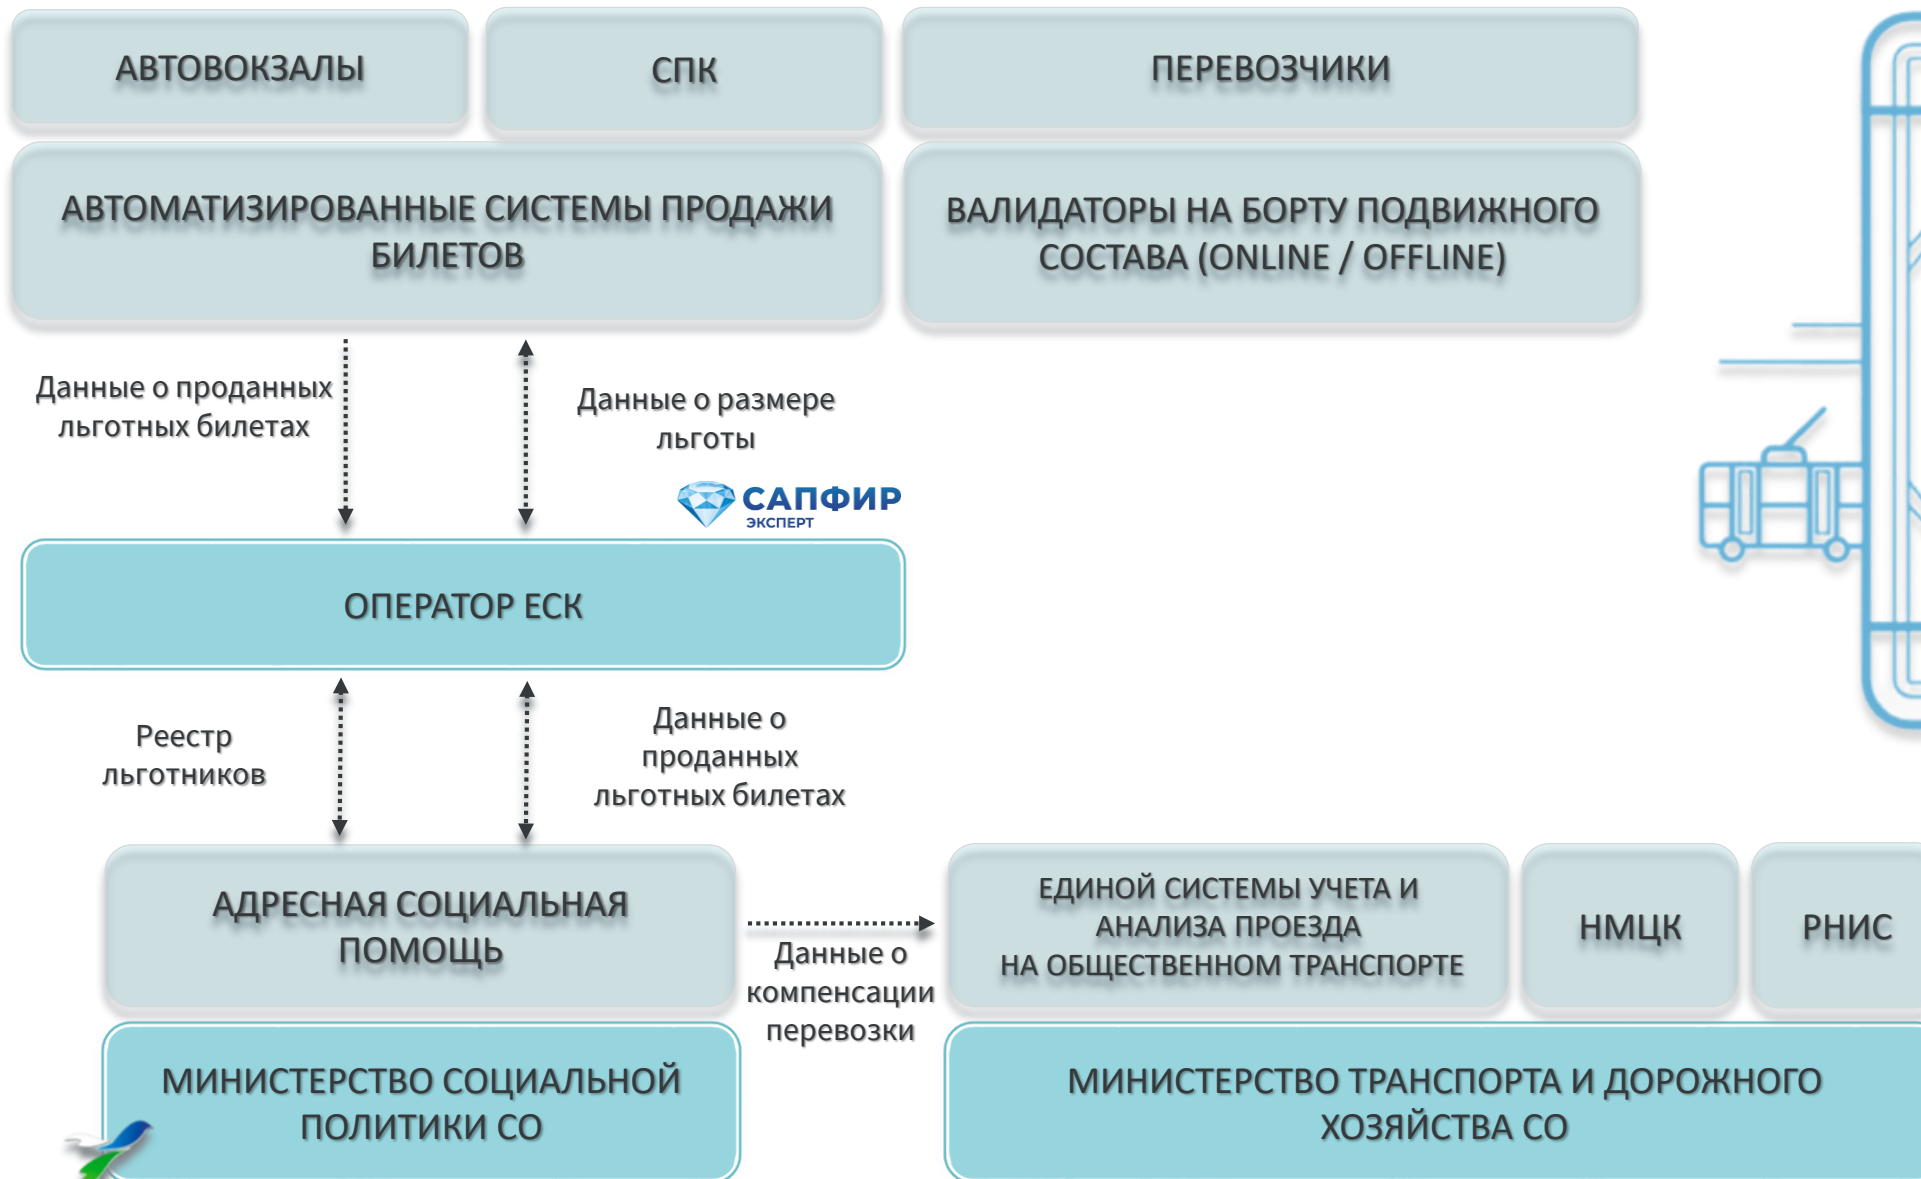 АВТОВОКЗАЛЫ
СПК
ПЕРЕВОЗЧИКИ
АВТОМАТИЗИРОВАННЫЕ СИСТЕМЫ ПРОДАЖИ
БИЛЕТОВ
ВАЛИДАТОРЫ НА БОРТУ ПОДВИЖНОГО
СОСТАВА (ONLINE / OFFLINE)
Данные о проданных
льготных билетах
Данные о размере
льготы
САПФИР
ЭКСПЕРТ
ОПЕРАТОР ЕСК
Реестр
льготников
Данные о
проданных
льготных билетах
АДРЕСНАЯ СОЦИАЛЬНАЯ
ПОМОЩЬ
Данные о
компенсации
перевозки
ЕДИНОЙ СИСТЕМЫ УЧЕТА И
АНАЛИЗА ПРОЕЗДА
НА ОБЩЕСТВЕННОМ ТРАНСПОРТЕ
НМЦК
РНИС
МИНИСТЕРСТВО СОЦИАЛЬНОЙ
ПОЛИТИКИ СО
МИНИСТЕРСТВО ТРАНСПОРТА И ДОРОЖНОГО
ХОЗЯЙСТВА СО